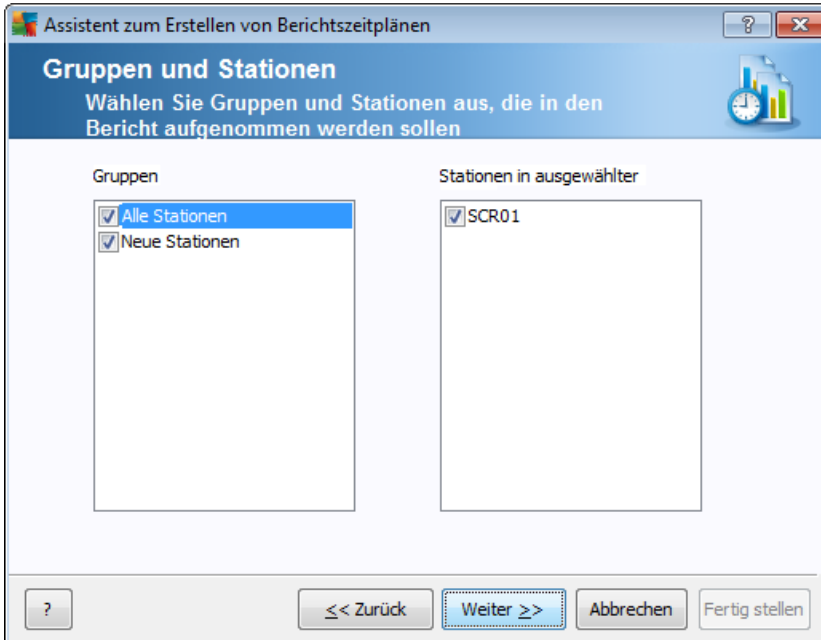 Assistent zum Erstellen von Berichtszeitplänen
?
Gruppen und Stationen
Wählen Sie Gruppen und Stationen aus, die in den
Bericht aufgenommen werden sollen
Gruppen
Stationen in ausgewählter
Alle Stationen
Neue Stationen
SCR01
?
<< Zurück
Weiter >>
Abbrechen
Fertig stellen